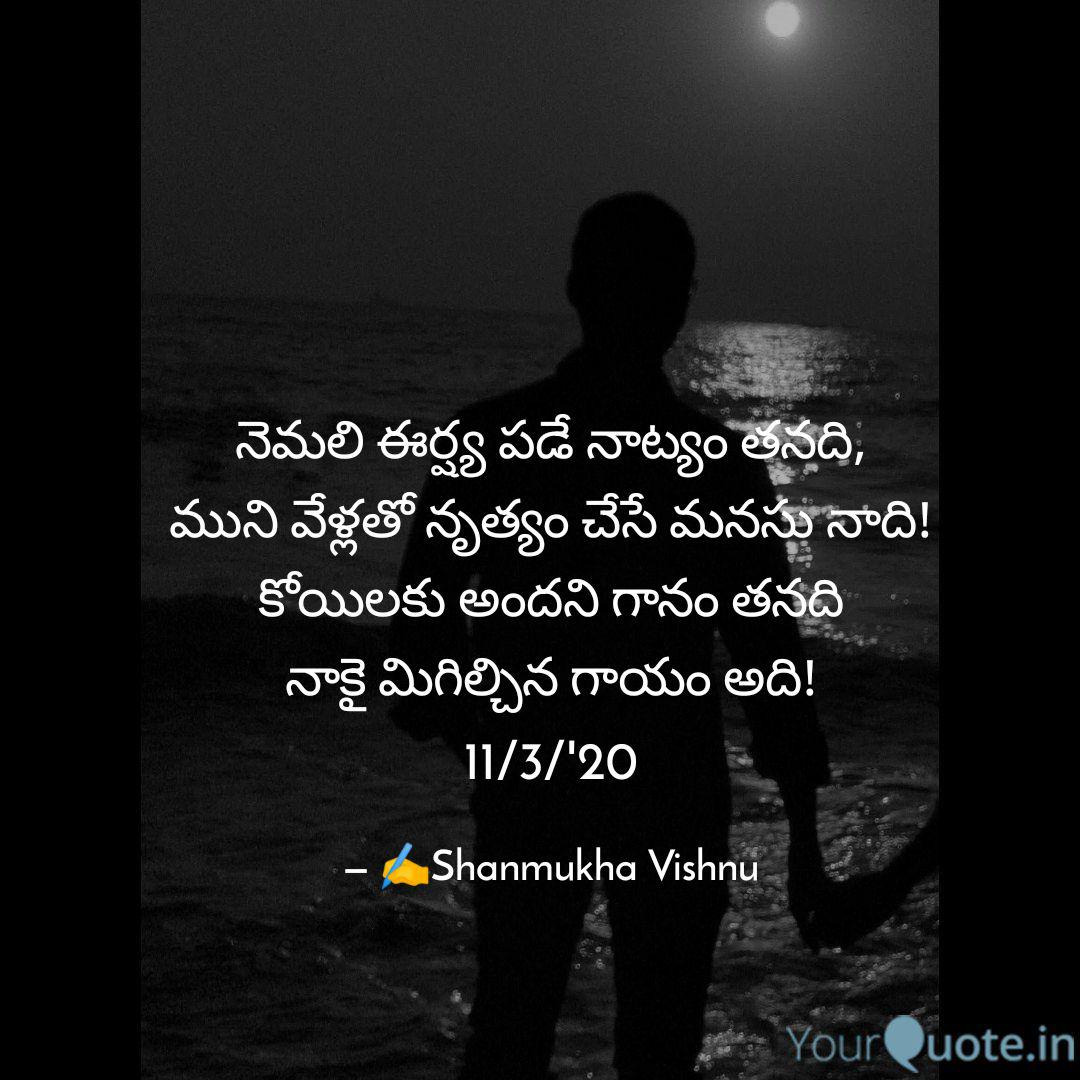 నెమలి ఈర్ష్య పడే నాట్యం తనది,
ముని వేళ్లతో నృత్యం చేసే మనసు నాది!
కోయిలకు అందని గానం తనది
నాకై మిగిల్చిన గాయం అది!
11/3/'20
– ✍️Shanmukha Vishnu
YourQuote.in